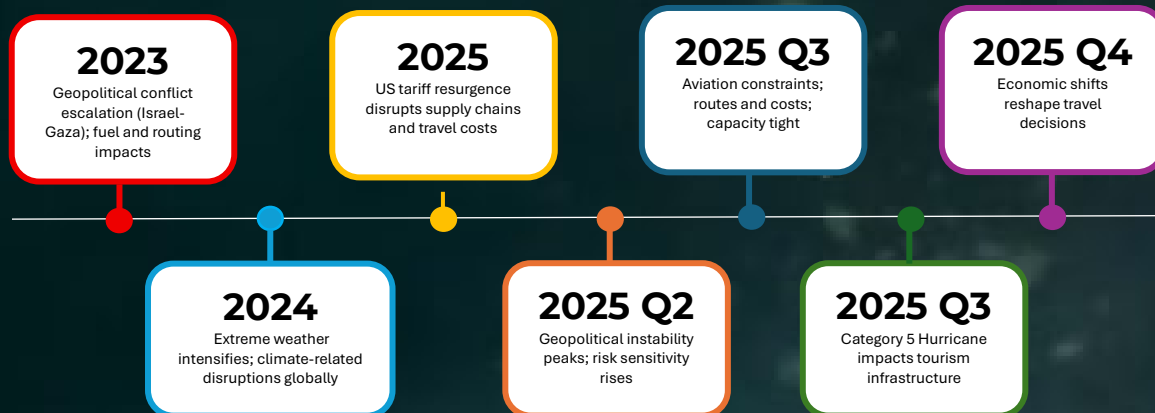 2023
Geopolitical conflict
escalation (Israel-
Gaza); fuel and routing
impacts
2024
Extreme weather
intensifies; climate-related
disruptions globally
2025
US tariff resurgence
disrupts supply chains
and travel costs
2025 Q2
Geopolitical instability
peaks; risk sensitivity
rises
2025 Q3
Aviation constraints;
routes and costs;
capacity tight
2025 Q3
Category 5 Hurricane
impacts tourism
infrastructure
2025 Q4
Economic shifts
reshape travel
decisions